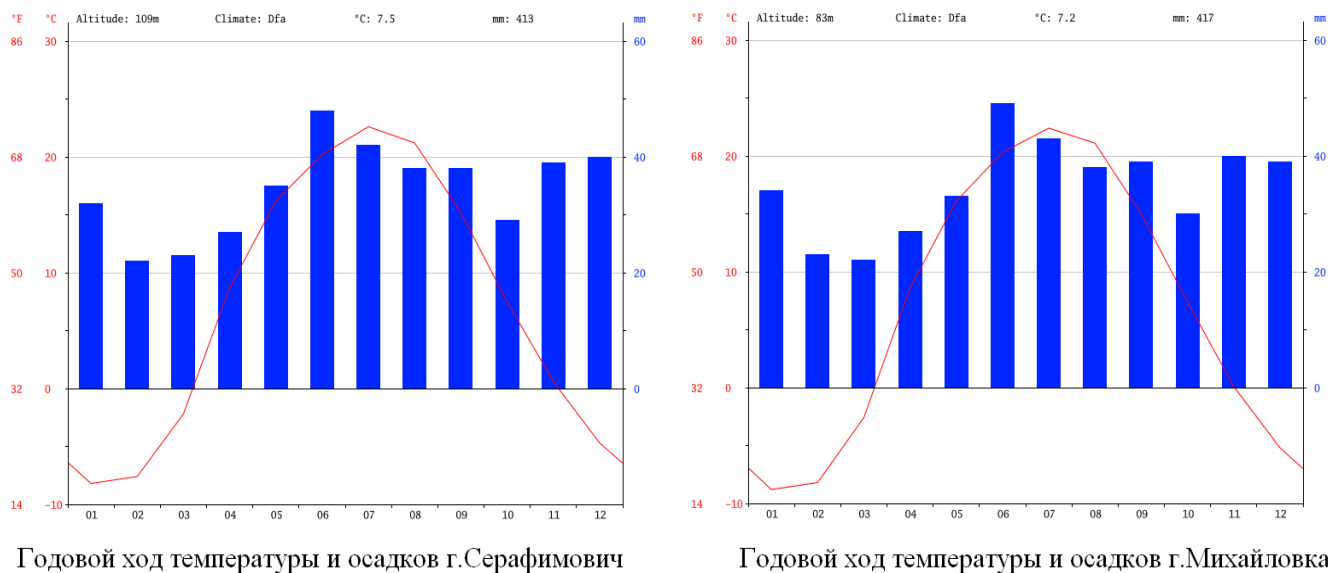 °F °C Altitude: 109m Climate: Dfa °C: 7.5 mm: 413 mm
86 30 60
68 20 40
50 10 20
32 0 0
14 -10
01 02 03 04 05 06 07 08 09 10 11 12
Годовой ход температуры и осадков г.Серафимович
°F °C Altitude: 83m Climate: Dfa °C: 7.2 mm: 417 mm
86 30 60
68 20 40
50 10 20
32 0 0
14 -10
01 02 03 04 05 06 07 08 09 10 11 12
Годовой ход температуры и осадков г.Михайловка